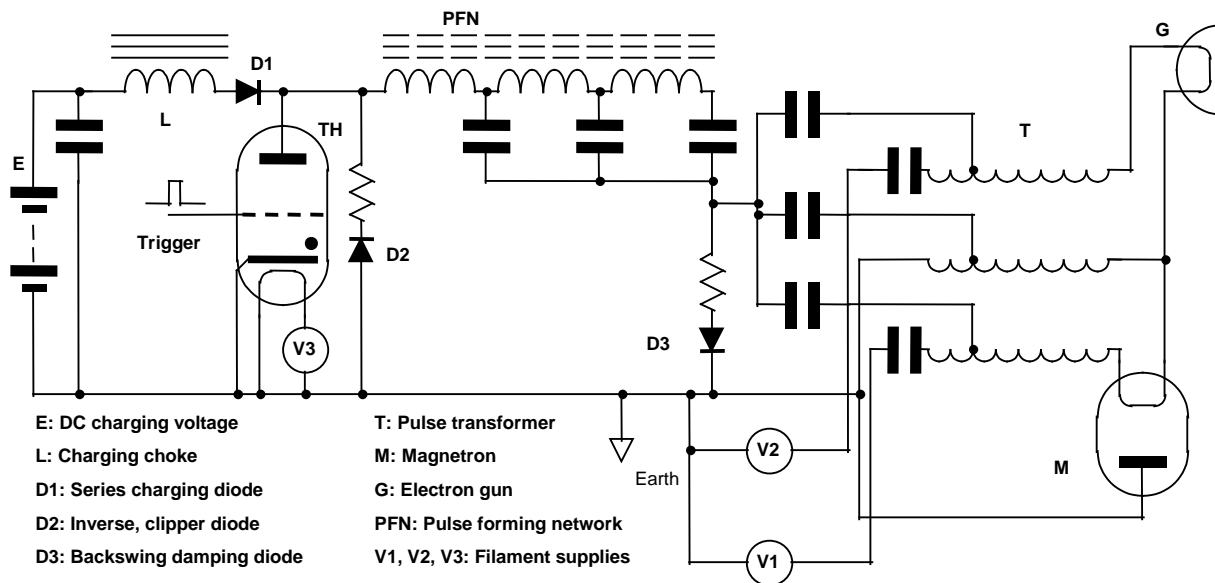 PFN
G
D1
L
TH
T
E
Trigger
D2
V3
D3
E: DC charging voltage
L: Charging choke
D1: Series charging diode
D2: Inverse, clipper diode
D3: Backswing damping diode
T: Pulse transformer
M: Magnetron
G: Electron gun
PFN: Pulse forming network
V1, V2, V3: Filament supplies
Earth
V2
M
V1